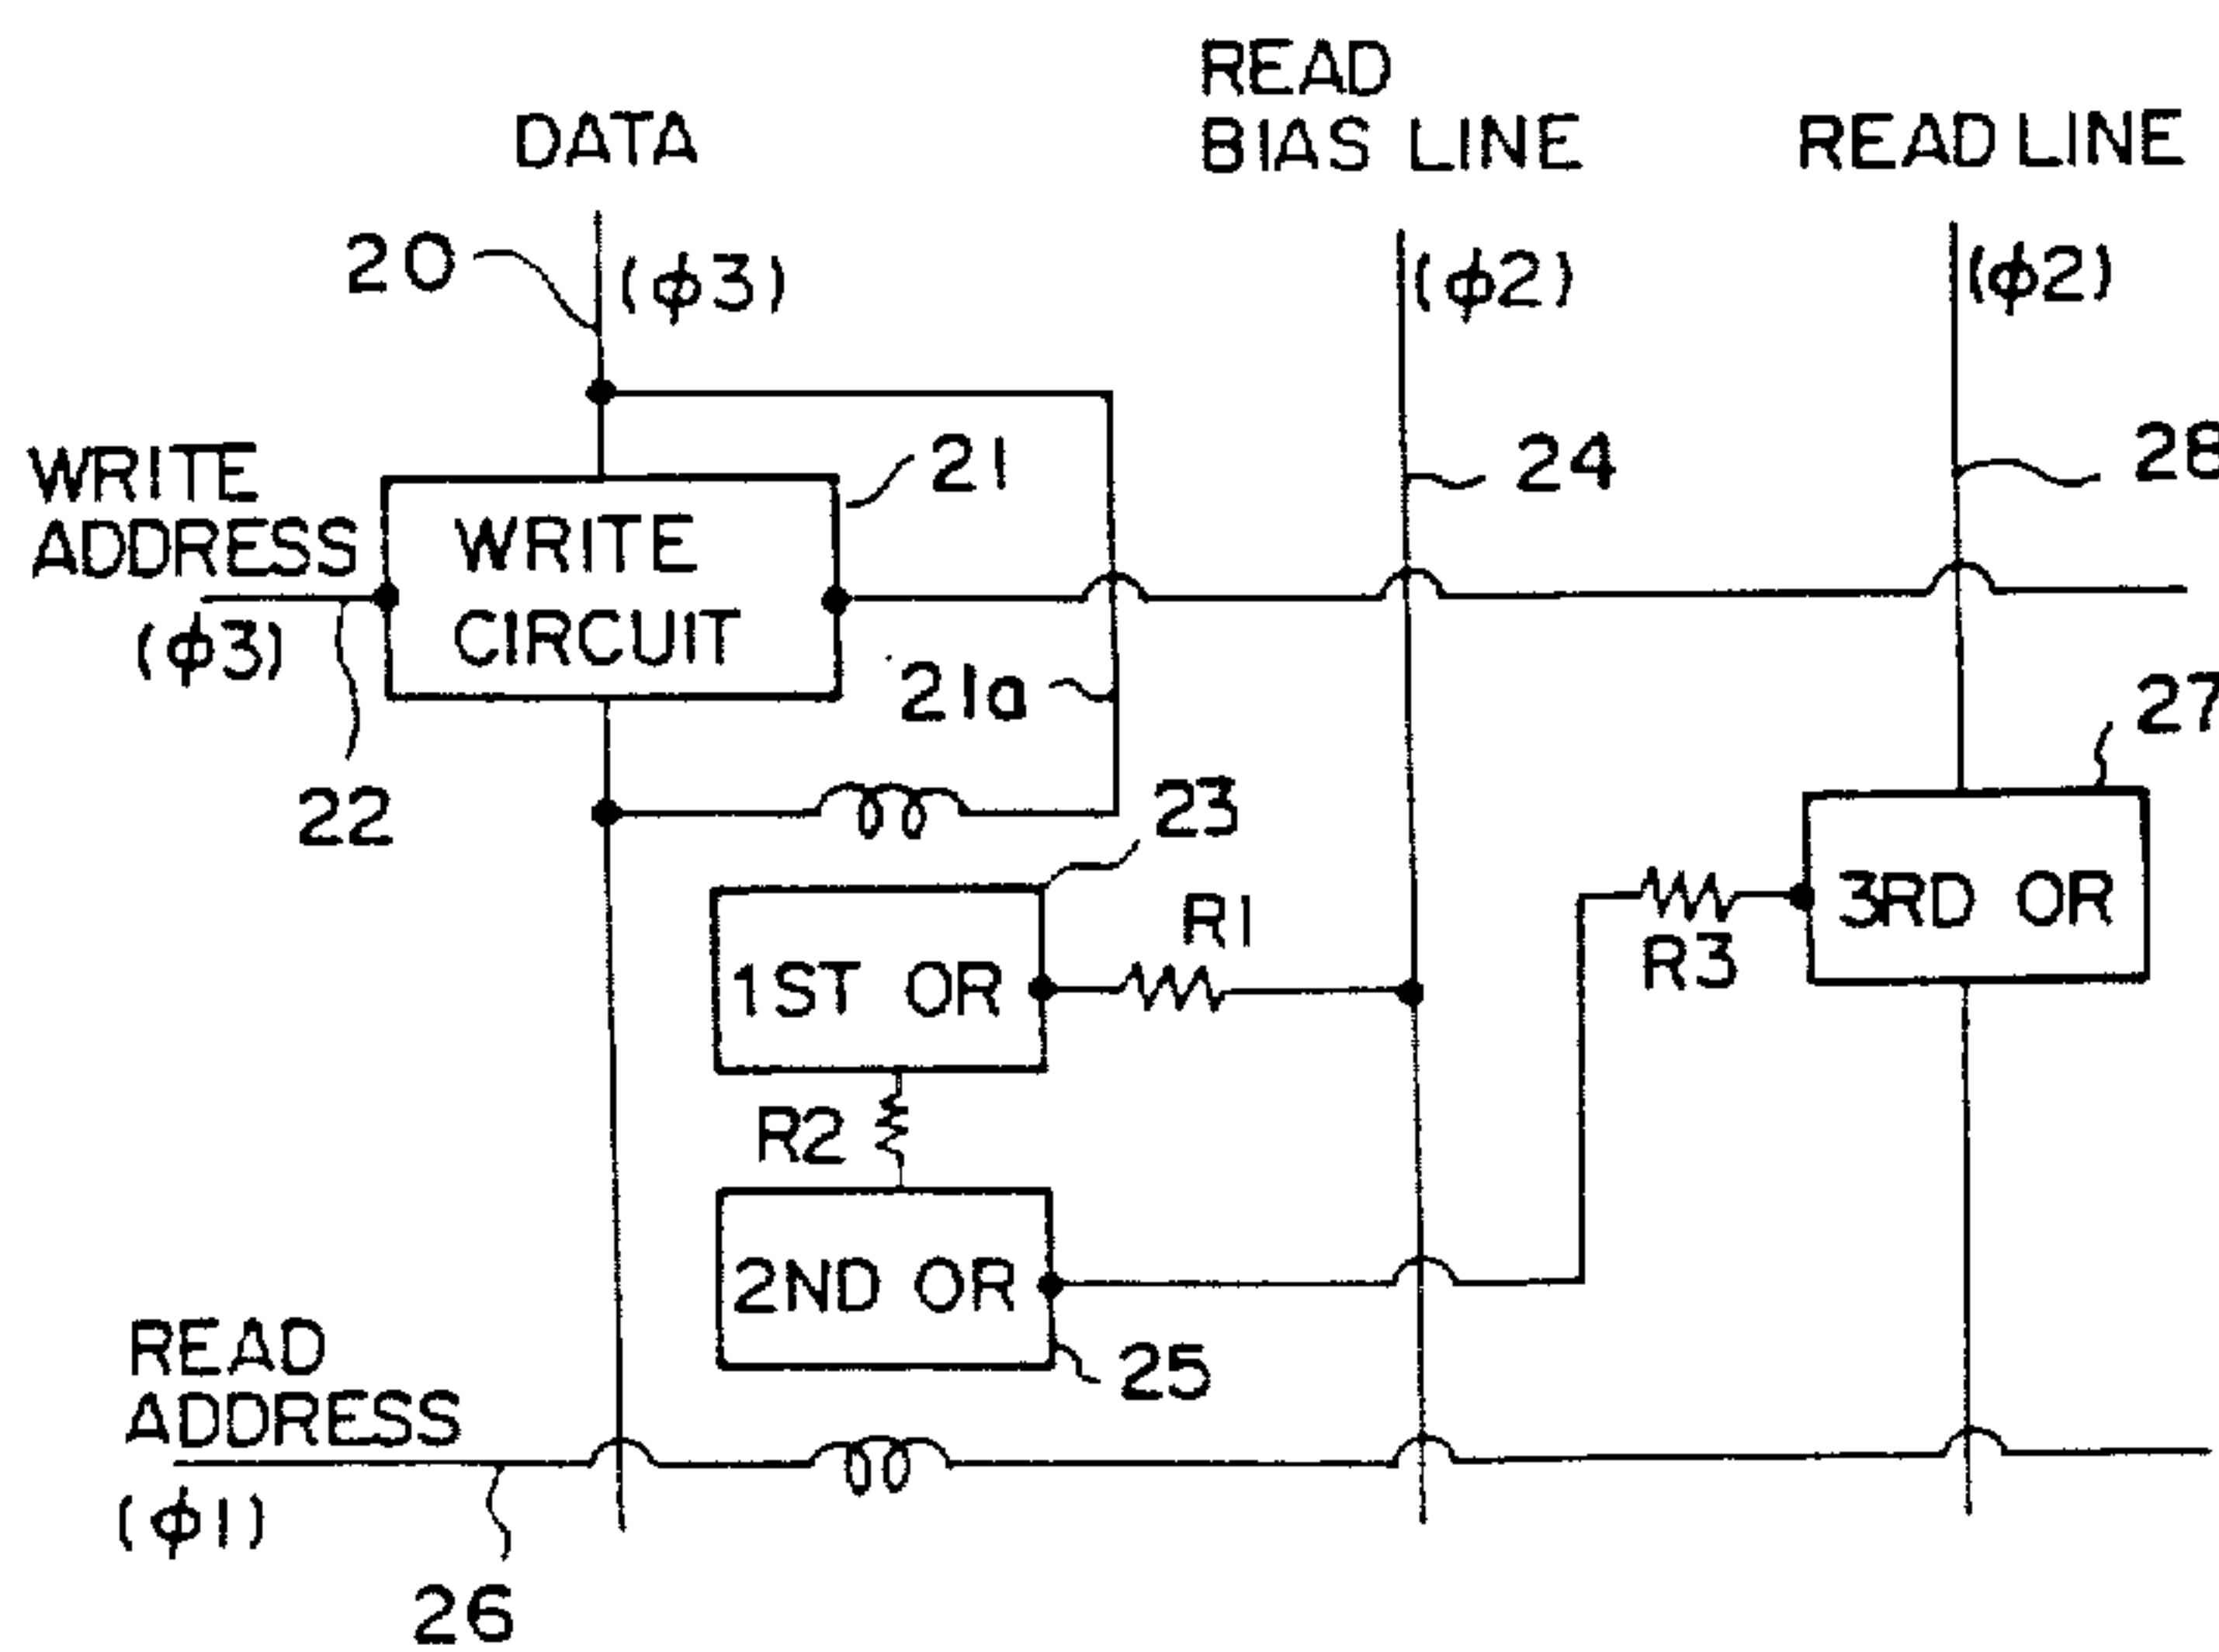 READ
BIAS LINE
DATA
READ LINE
20
(ϕ3)
(ϕ2)
(ϕ2)
WRITE
ADDRESS
21
24
28
WRITE
CIRCUIT
(ϕ3)
21a
27
22
23
R1
1ST OR
3RD OR
R3
R2
2ND OR
25
READ
ADDRESS
(ϕ1)
26